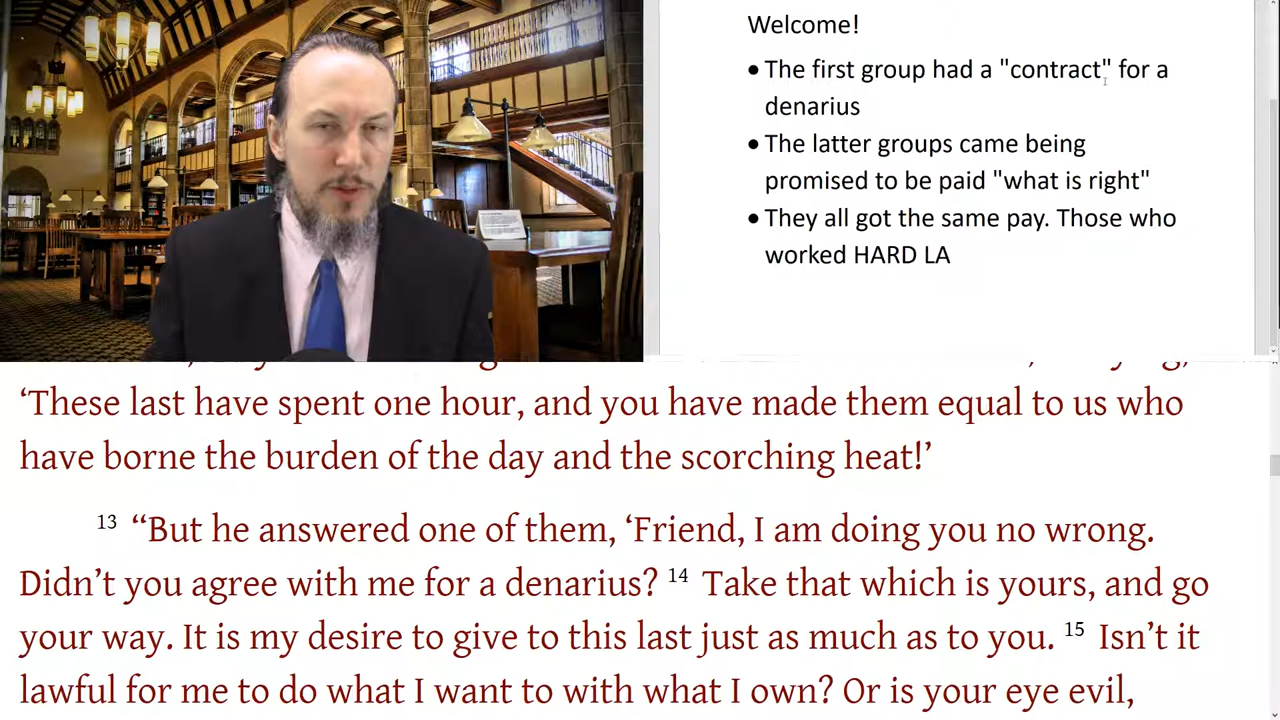 Welcome!
• The first group had a "contract" for a
denarius
• The latter groups came being
promised to be paid "what is right"
• They all got the same pay. Those who
worked HARD LA
‘These last have spent one hour, and you have made them equal to us who
have borne the burden of the day and the scorching heat!’
13 “But he answered one of them, ‘Friend, I am doing you no wrong.
Didn’t you agree with me for a denarius? 14 Take that which is yours, and go
your way. It is my desire to give to this last just as much as to you. 15 Isn’t it
lawful for me to do what I want to with what I own? Or is your eye evil,